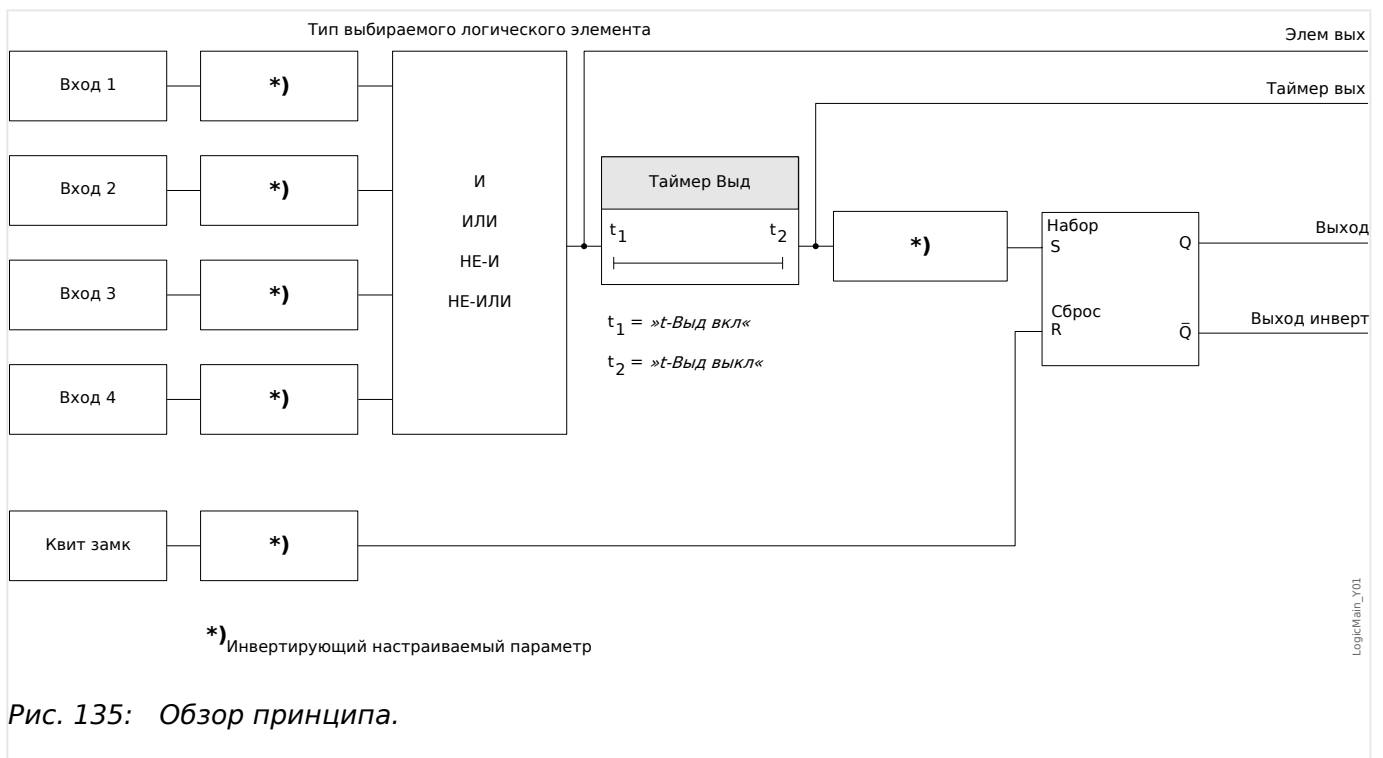 Тип выбираемого логического элемента
Элем вых
Вход 1
*)
Таймер вых
Вход 2
*)
И
ИЛИ
НЕ-И
НЕ-ИЛИ
Таймер Выд
t1
t2
*)
Набор
S
Q
Выход
Вход 3
*)
t1 = »t-Выд вкл«
t2 = »t-Выд выкл«
Сброс
R
Q̅
Выход инверт
Вход 4
*)
Квит замк
*)
*)Инвертирующий настраиваемый параметр
LogicMain_Y01
Рис. 135: Обзор принципа.